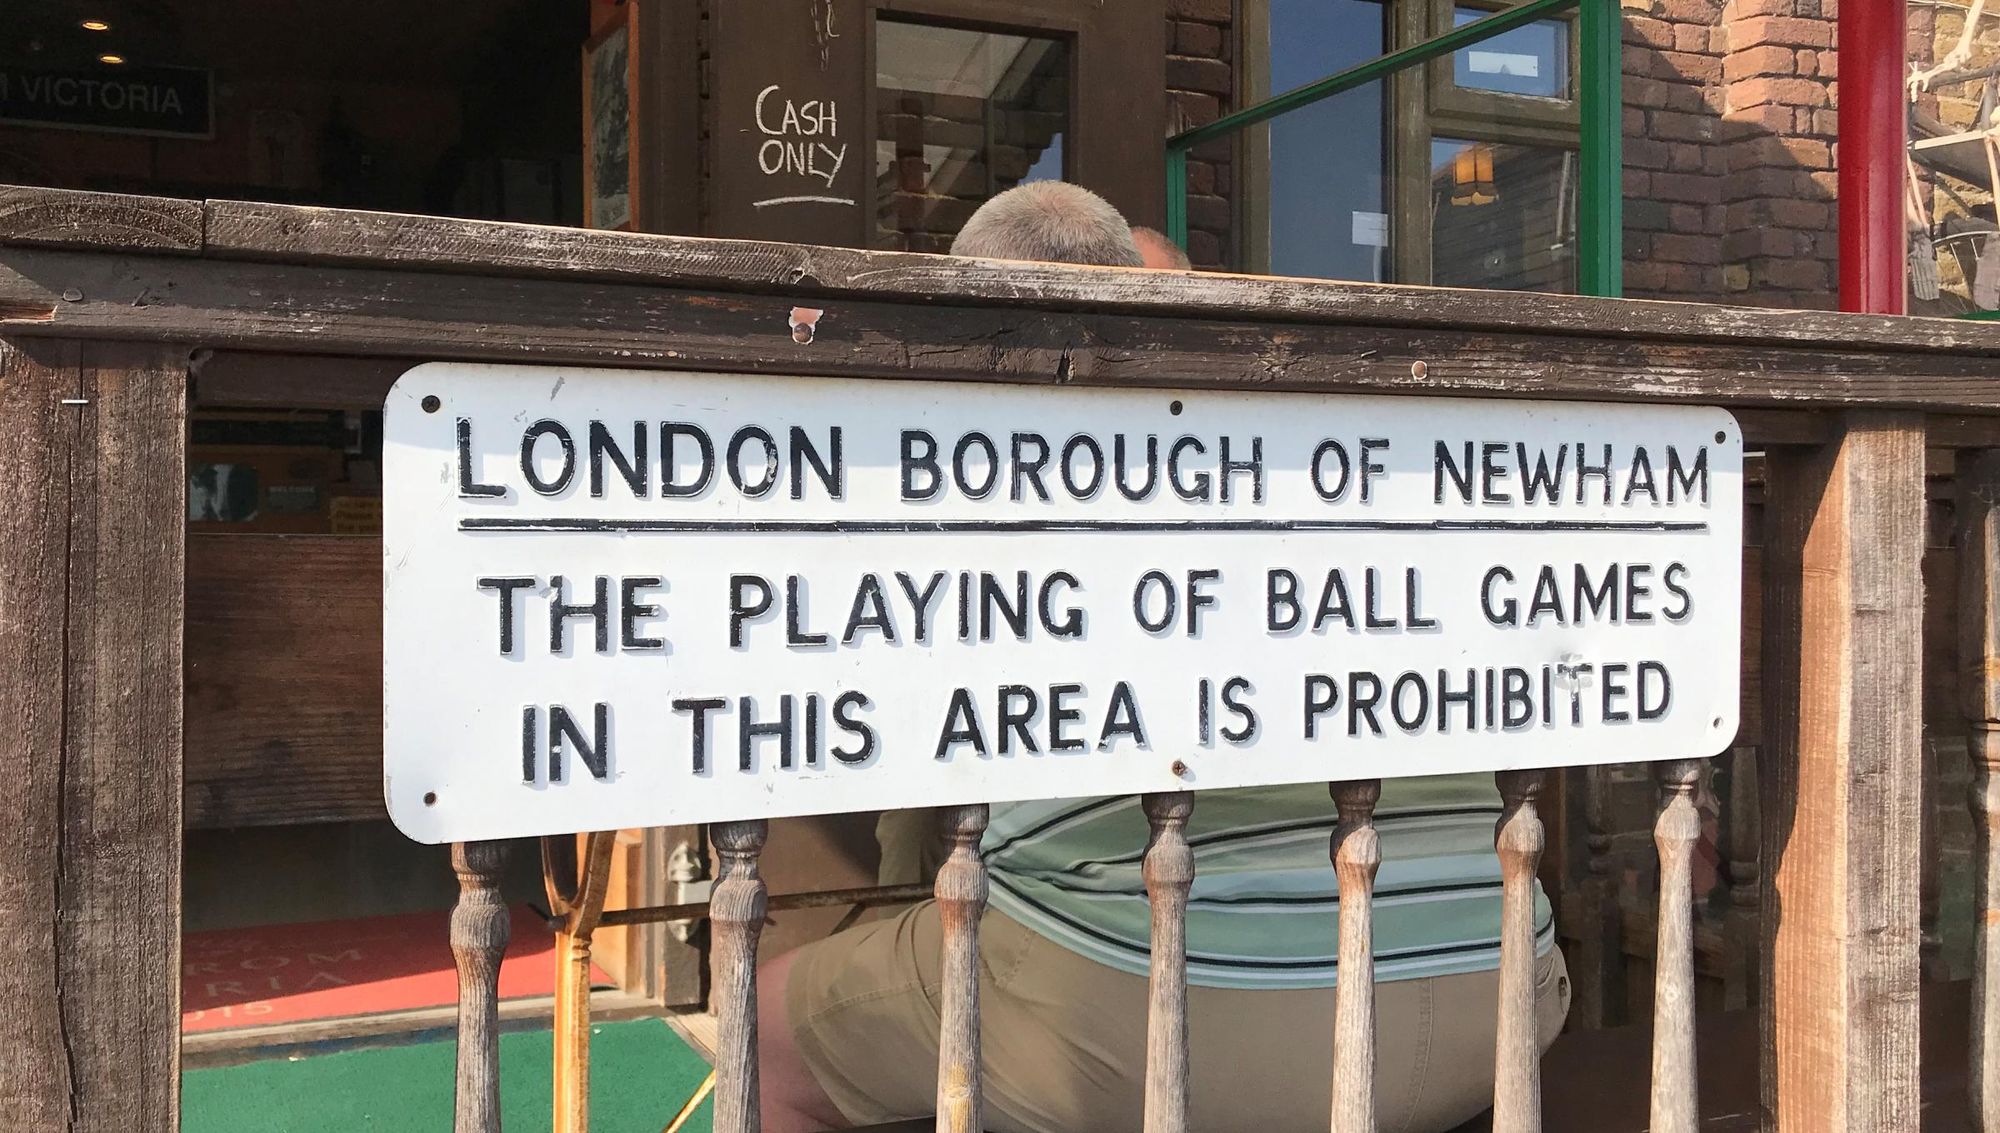 VICTORIA
CASH
ONLY
LONDON BOROUGH OF NEWHAM
THE PLAYING OF BALL GAMES
IN THIS AREA IS PROHIBITED